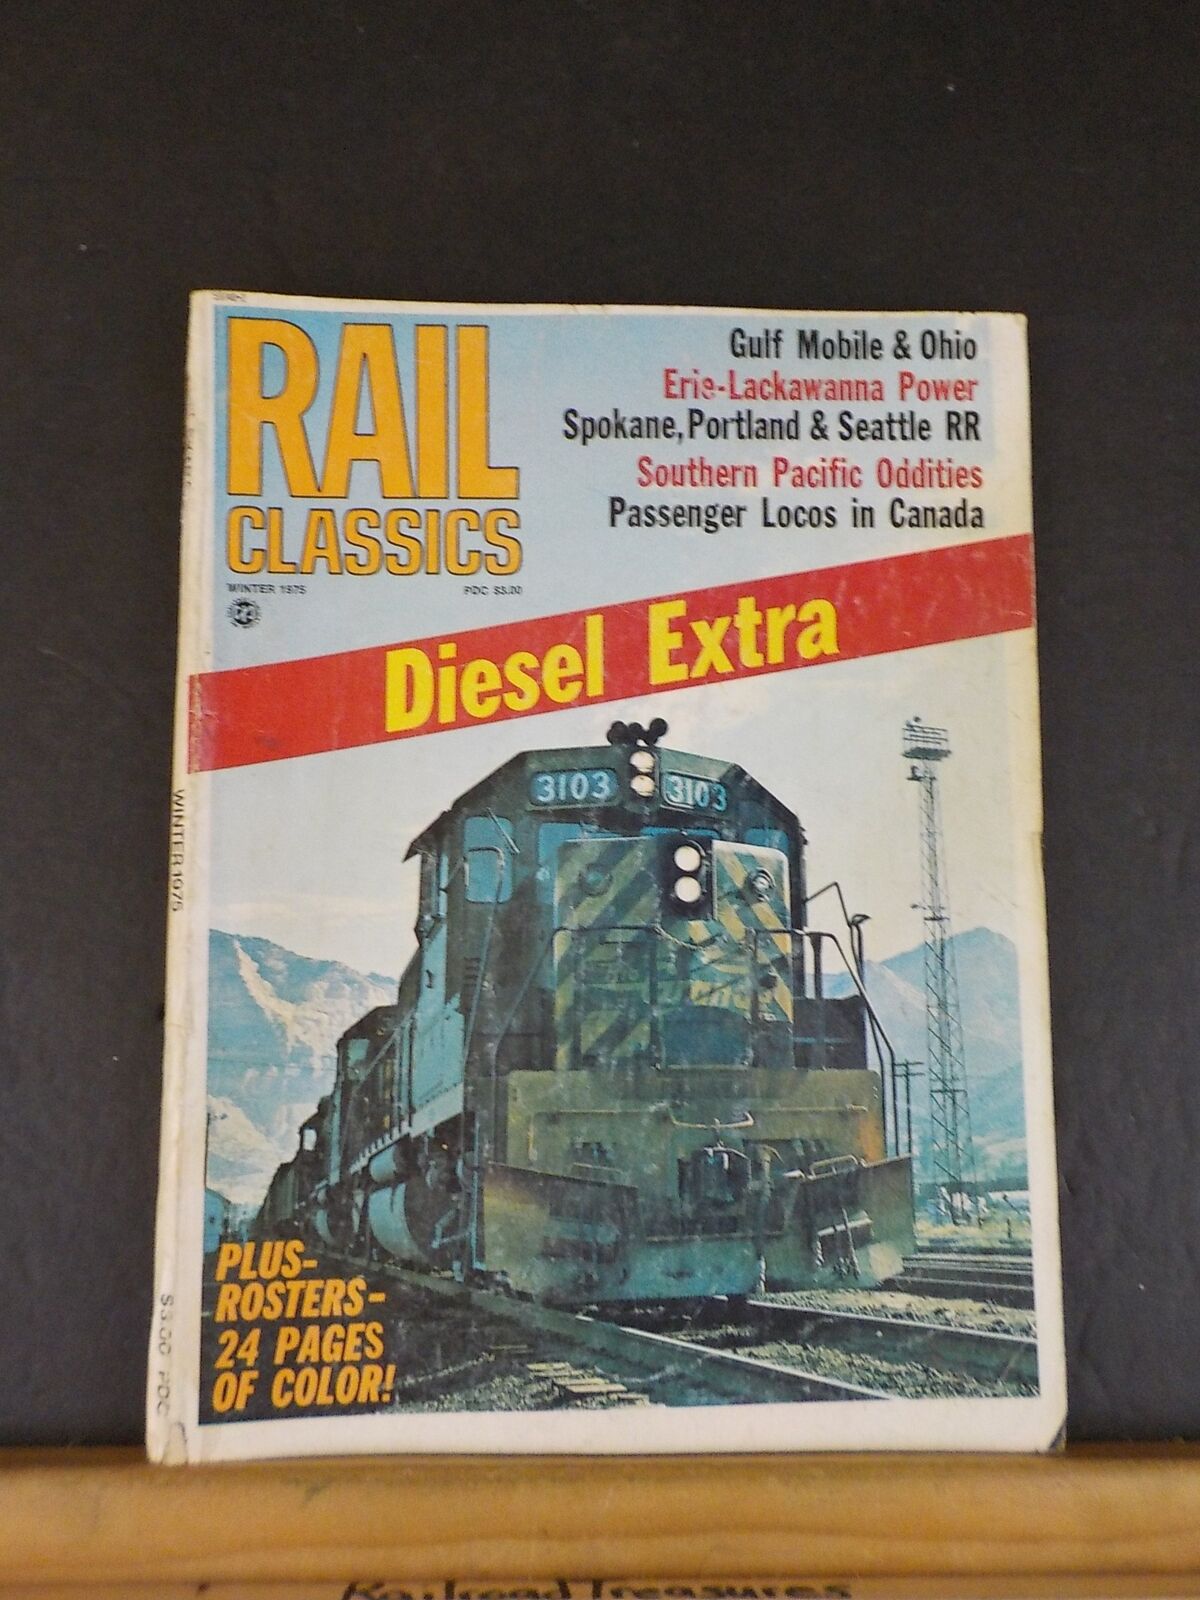 RAIL
CLASSICS
WINTER 1975 PDC $3.00
Gulf Mobile & Ohio
Erie-Lackawanna Power
Spokane, Portland & Seattle RR
Southern Pacific Oddities
Passenger Locos in Canada
Diesel Extra
3103 3103
PLUS-
ROSTERS-
24 PAGES
OF COLOR!
WINTER 1975
$3.00 PDC
Railroad Treasures